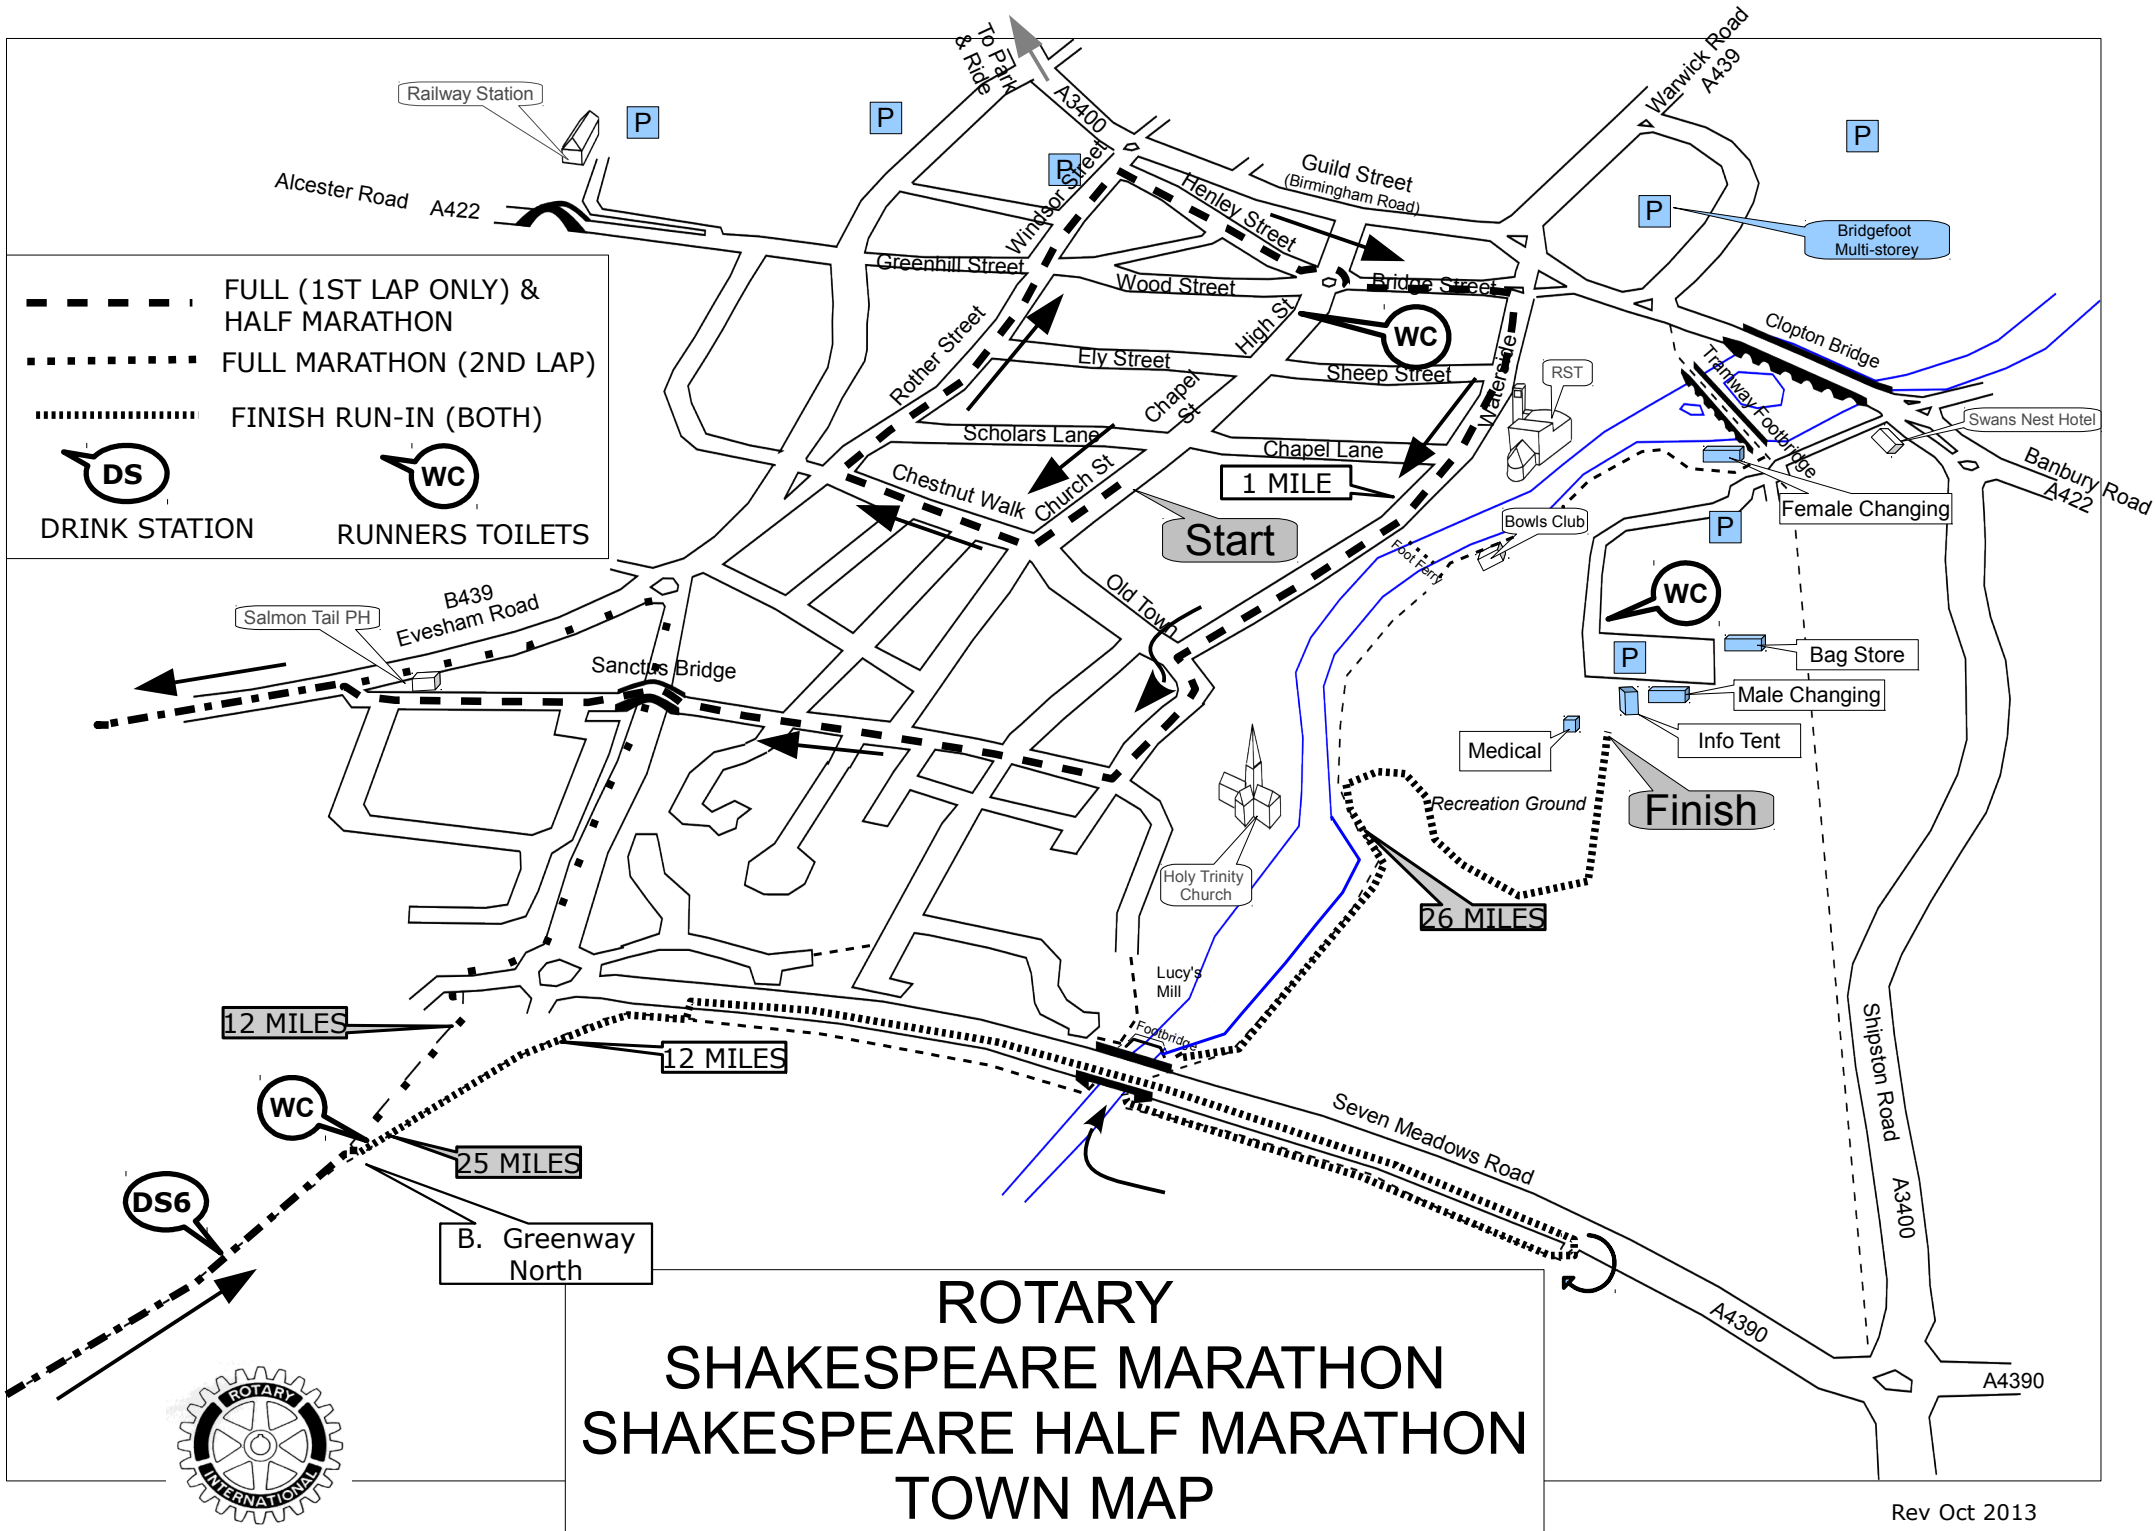 To Park
& Ride
A3400
Warwick Road
A439
Railway Station
P
P
P
P
P
Guild Street
(Birmingham Road)
Henley Street
Windsor Street
Alcester Road A422
Bridgefoot
Multi-storey
Greenhill Street
Wood Street
Bridge Street
FULL (1ST LAP ONLY) &
HALF MARATHON
FULL MARATHON (2ND LAP)
FINISH RUN-IN (BOTH)
DS
WC
DRINK STATION
RUNNERS TOILETS
Rother Street
High St
WC
Clopton Bridge
Ely Street
Sheep Street
Waterside
RST
Tramway Footbridge
Swans Nest Hotel
Chapel
St
Scholars Lane
Chapel Lane
Banbury Road
A422
Chestnut Walk
Church St
1 MILE
Start
Bowls Club
Female Changing
P
Foot Ferry
Old Town
WC
B439
Evesham Road
Salmon Tail PH
Sanctus Bridge
P
Bag Store
Male Changing
Info Tent
Medical
Recreation Ground
Finish
Holy Trinity
Church
26 MILES
Lucy's
Mill
Footbridge
12 MILES
12 MILES
Shipston Road
A3400
WC
25 MILES
Seven Meadows Road
DS6
B. Greenway
North
A4390
A4390
ROTARY
INTERNATIONAL
ROTARY
SHAKESPEARE MARATHON
SHAKESPEARE HALF MARATHON
TOWN MAP
Rev Oct 2013